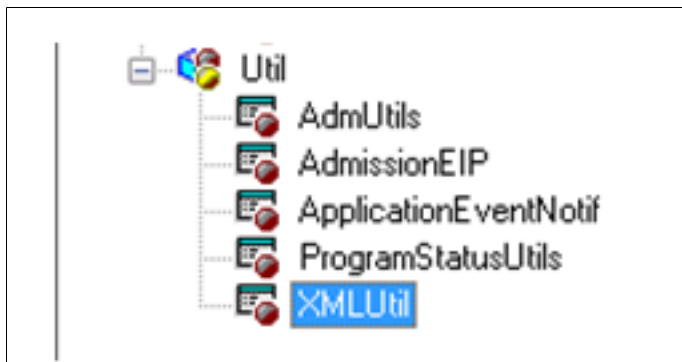 Util
AdmUtils
AdmissionEIP
ApplicationEventNotif
ProgramStatusUtils
XMLUtil